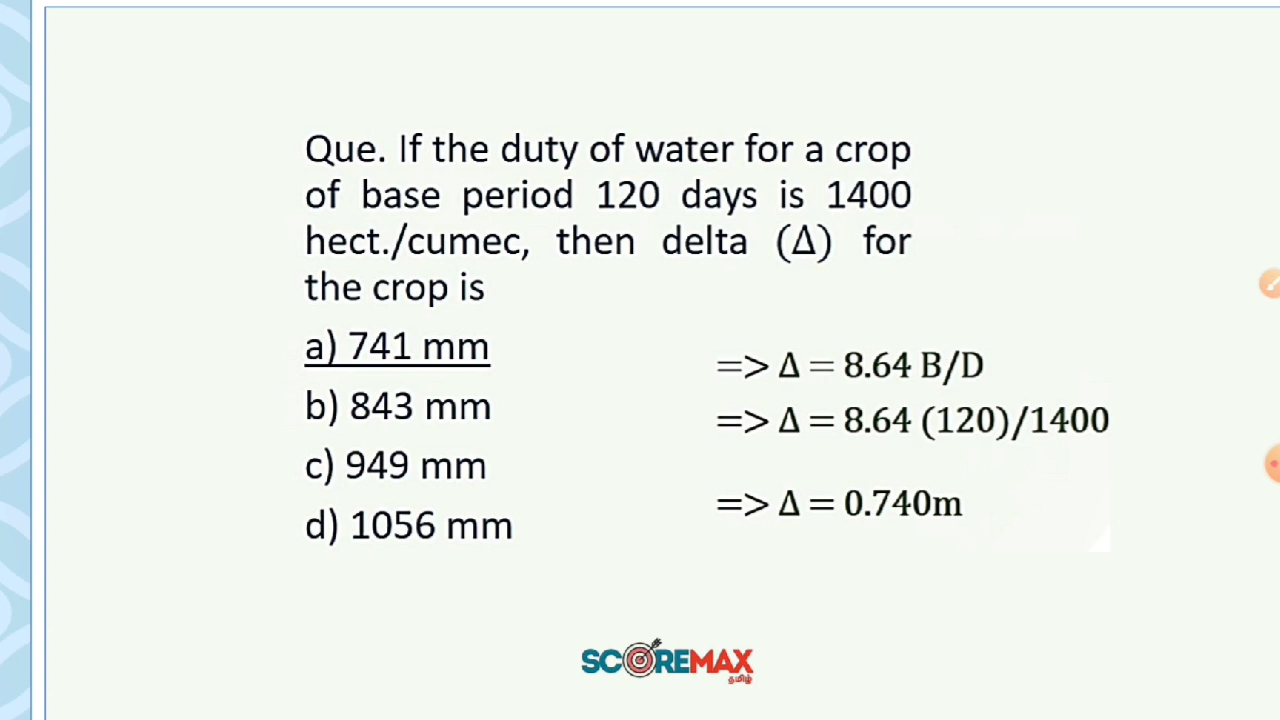 Que. If the duty of water for a crop
of base period 120 days is 1400
hect./cumec, then delta (Δ) for
the crop is
a) 741 mm
b) 843 mm
c) 949 mm
d) 1056 mm
=> Δ = 8.64 B/D
=> Δ = 8.64 (120)/1400
=> Δ = 0.740m
SCOREMAX
தமிழ்